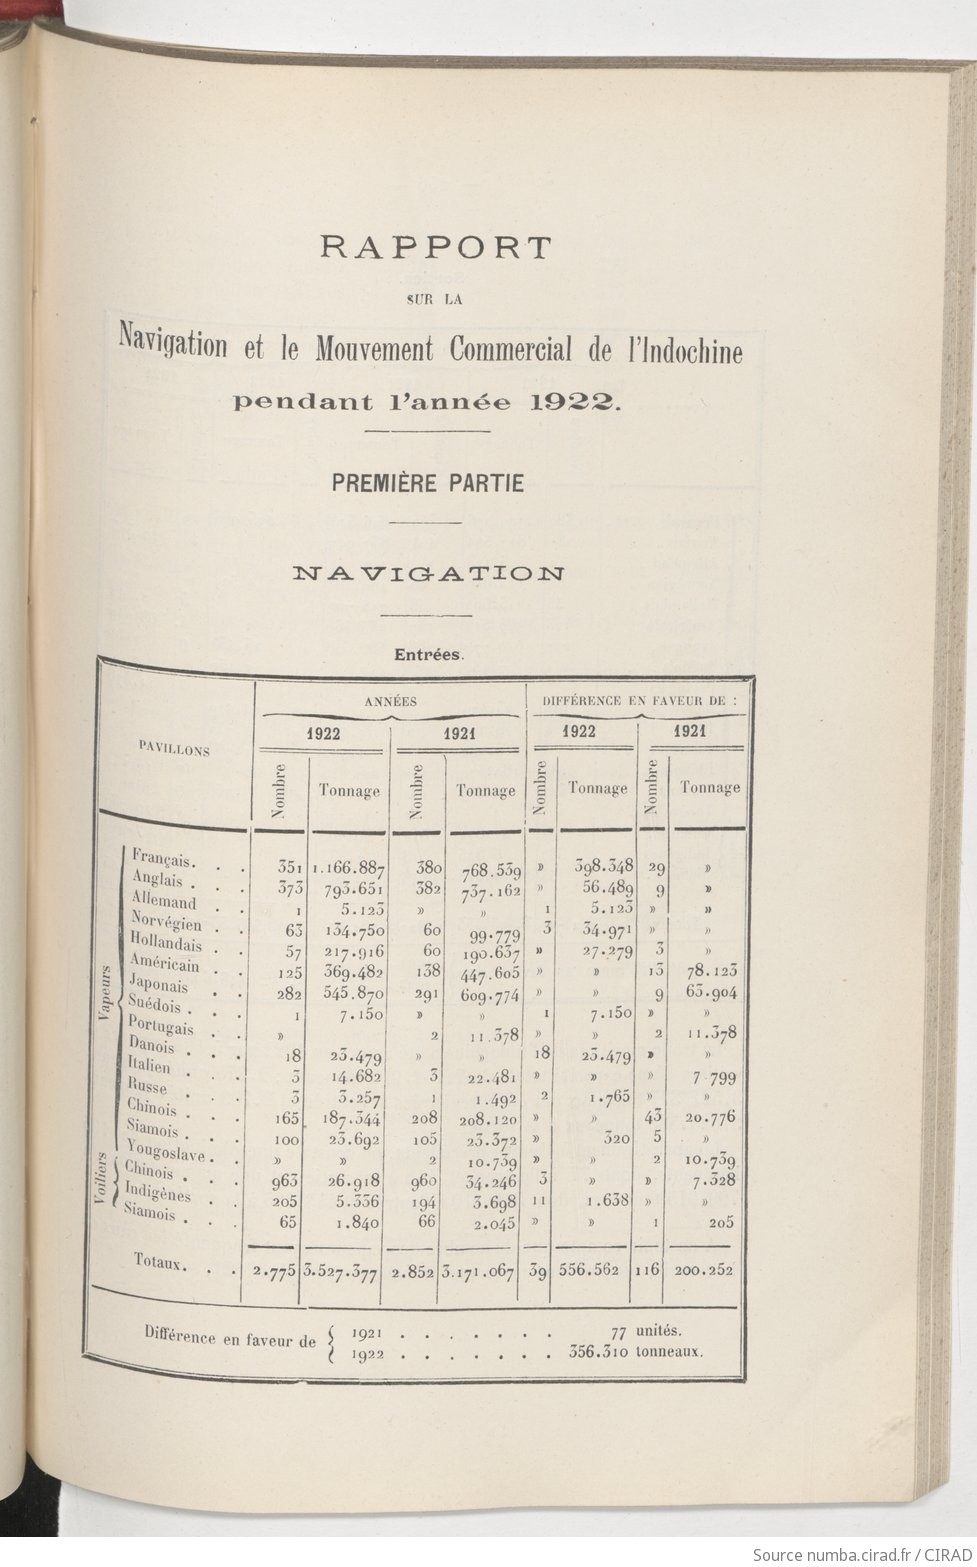 RAPPORT
SUR LA
Navigation et le Mouvement Commercial de l'Indochine
pendant l'année 1922.
PREMIÈRE PARTIE
NAVIGATION
Entrées.
PAVILLONS ANNÉES DIFFÉRENCE EN FAVEUR DE :
1922 1921 1922 1921
Nombre Tonnage Nombre Tonnage Nombre Tonnage Nombre Tonnage
Vapeurs
Français. . . 351 1.166.887 380 768.539 » 398.348 29 »
Anglais . . . 373 793.651 382 737.162 » 56.489 9 »
Allemand . . 1 5.123 » » 1 5.123 » »
Norvégien . . 63 134.750 60 99.779 3 34.971 » »
Hollandais . . 57 217.916 60 190.637 » 27.279 3 »
Américain . . 125 369.482 138 447.605 » » 13 78.123
Japonais . . 282 545.870 291 609.774 » » 9 63.904
Suédois . . . 1 7.150 » » 1 7.150 » »
Portugais . . » 2 11.378 » » 2 11.378
Danois . . . 18 23.479 » » 18 23.479 » »
Italien . . . 3 14.682 3 22.481 » » » 7 799
Russe . . . 3 3.257 1 1.492 2 1.765 » »
Chinois . . . 165 187.344 208 208.120 » » 43 20.776
Siamois . . . 100 23.692 105 23.372 » 320 5 »
Yougoslave . . » » 2 10.739 » » 2 10.739
Voiliers
Chinois . . . 963 26.918 960 34.246 3 » » 7.328
Indigènes . . 205 5.336 194 3.698 11 1.638 » »
Siamois . . . 65 1.840 66 2.045 » » 1 205
Totaux. . . 2.775 3.527.377 2.852 3.171.067 39 556.562 116 200.252
Différence en faveur de { 1921 . . . . . . . 77 unités.
1922 . . . . . . . 356.310 tonneaux.
Source numba.cirad.fr / CIRAD